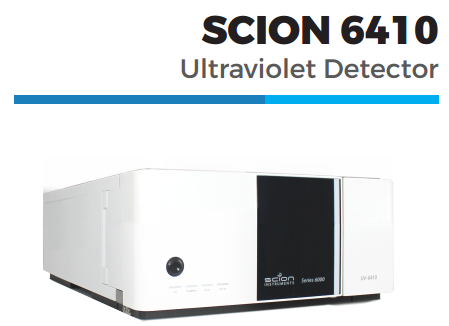 SCION 6410
Ultraviolet Detector
scion
INSTRUMENTS
Series 6000
UV-6410